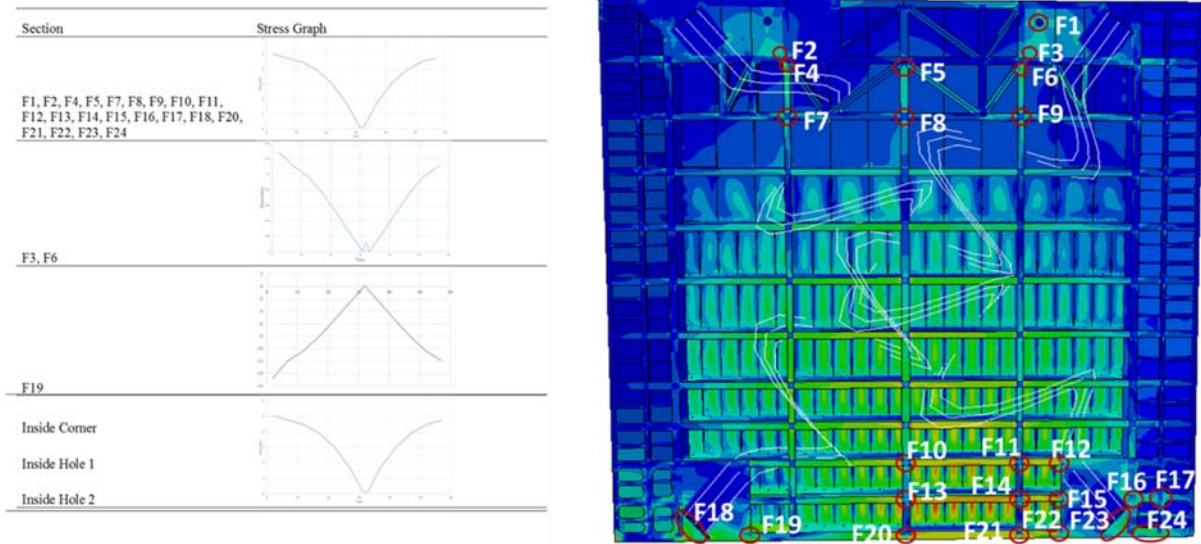 Section Stress Graph
F1, F2, F4, F5, F7, F8, F9, F10, F11,
F12, F13, F14, F15, F16, F17, F18, F20,
F21, F22, F23, F24
F3, F6
F19
Inside Corner
Inside Hole 1
Inside Hole 2
F1
F2 F3
F4 F5 F6
F7 F8 F9
F10 F11 F12
F13 F14 F15 F16 F17
F18 F19 F20 F21 F22 F23 F24